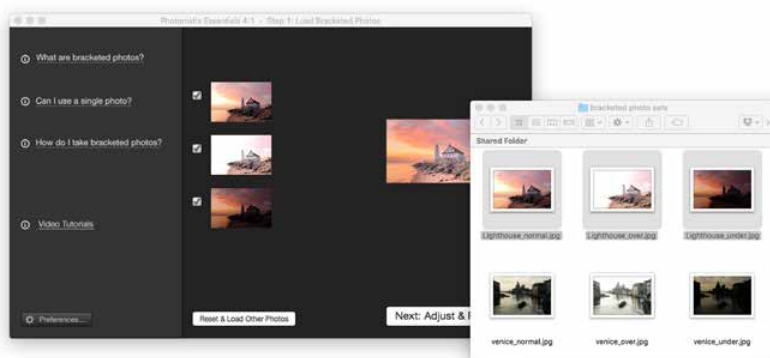 Photomatix Essentials 4.1 - Step 1: Load Bracketed Photos
What are bracketed photos?
Can I use a single photo?
How do I take bracketed photos?
Video Tutorials
Preferences...
Reset & Load Other Photos
Next: Adjust &
bracketed photo sets
Shared Folder
Lighthouse_normal.jpg
Lighthouse_over.jpg
Lighthouse_under.jpg
venice_normal.jpg
venice_over.jpg
venice_under.jpg